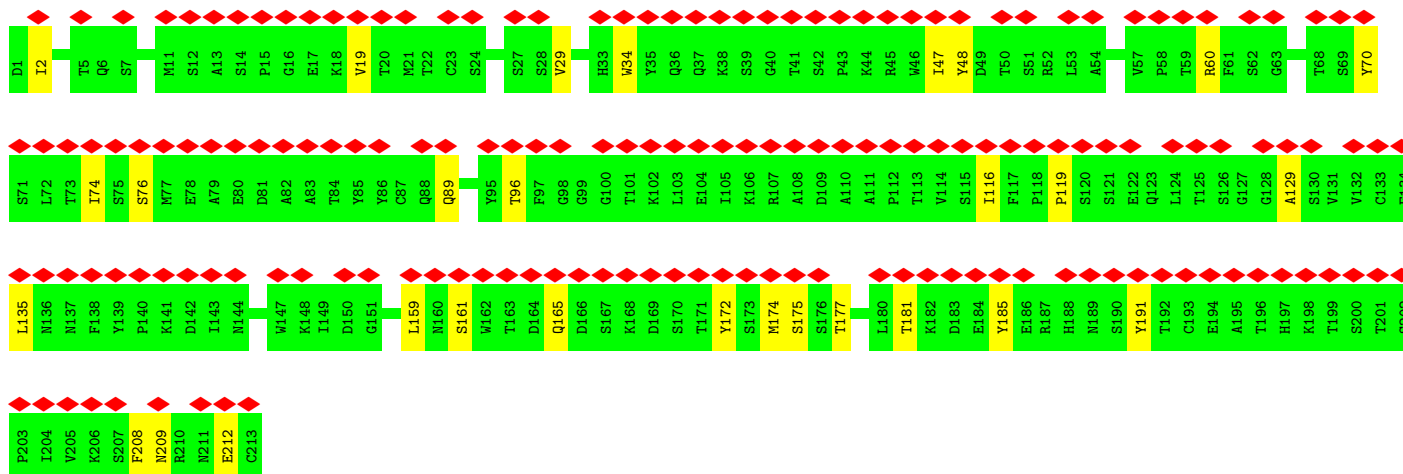 D1 I2 T5 Q6 S7 M11 S12 A13 S14 P15 G16 E17 K18 V19 T20 M21 T22 C23 S24 S27 S28 V29 H33 W34 Y35 Q36 Q37 K38 S39 G40 T41 S42 P43 K44 R45 W46 I47 Y48 D49 T50 S51 R52 L53 A54 V57 P58 T59 R60 F61 S62 G63 T68 S69 Y70
S71 L72 T73 I74 S75 S76 M77 E78 A79 E80 D81 A82 A83 T84 Y85 Y86 C87 Q88 Q89 Y95 T96 F97 G98 G99 G100 T101 K102 L103 E104 I105 K106 R107 A108 D109 A110 A111 P112 T113 V114 S115 I116 F117 P118 P119 S120 S121 E122 Q123 L124 T125 S126 G127 G128 A129 S130 V131 V132 C133
L135 N136 N137 F138 Y139 P140 K141 D142 I143 N144 W147 K148 I149 D150 G151 L159 N160 S161 W162 T163 D164 Q165 D166 S167 K168 D169 S170 T171 Y172 S173 M174 S175 S176 T177 L180 T181 K182 D183 E184 Y185 E186 R187 H188 N189 S190 Y191 T192 C193 E194 A195 T196 H197 K198 T199 S200 T201
P203 I204 V205 K206 S207 F208 N209 R210 N211 E212 C213